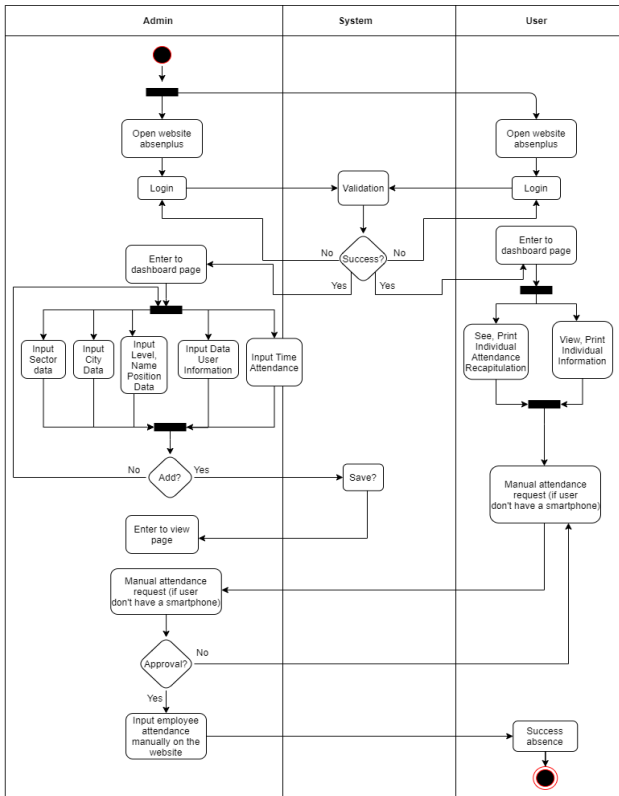 Admin
System
User
Open website
absenplus
Open website
absenplus
Login
Validation
Login
No
Success?
No
Enter to
dashboard page
Enter to
dashboard page
Yes
Yes
Input
Sector
data
Input
City
Data
Input
Level,
Name
Position
Data
Input Data
User
Information
Input Time
Attendance
See, Print
Individual
Attendance
Recapitulation
View, Print
Individual
Information
No
Add?
Yes
Save?
Manual attendance
request (if user
don't have a smartphone)
Enter to view
page
Manual attendance
request (if user
don't have a smartphone)
Approval?
No
Yes
Input employee
attendance
manually on the
website
Success
absence